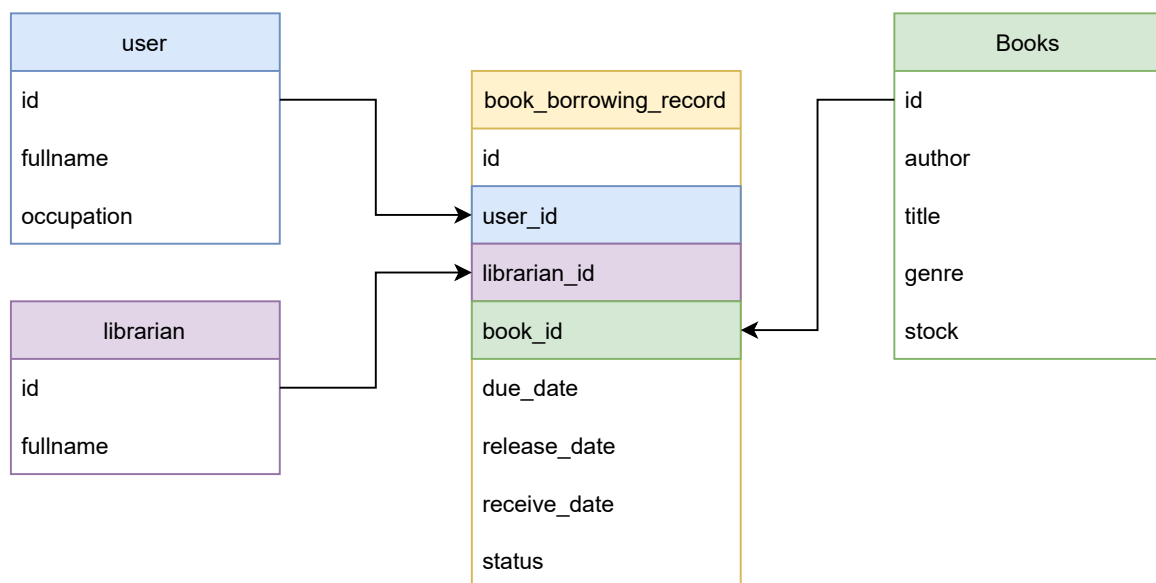 user
id
fullname
occupation
librarian
id
fullname
book_borrowing_record
id
user_id
librarian_id
book_id
due_date
release_date
receive_date
status
Books
id
author
title
genre
stock